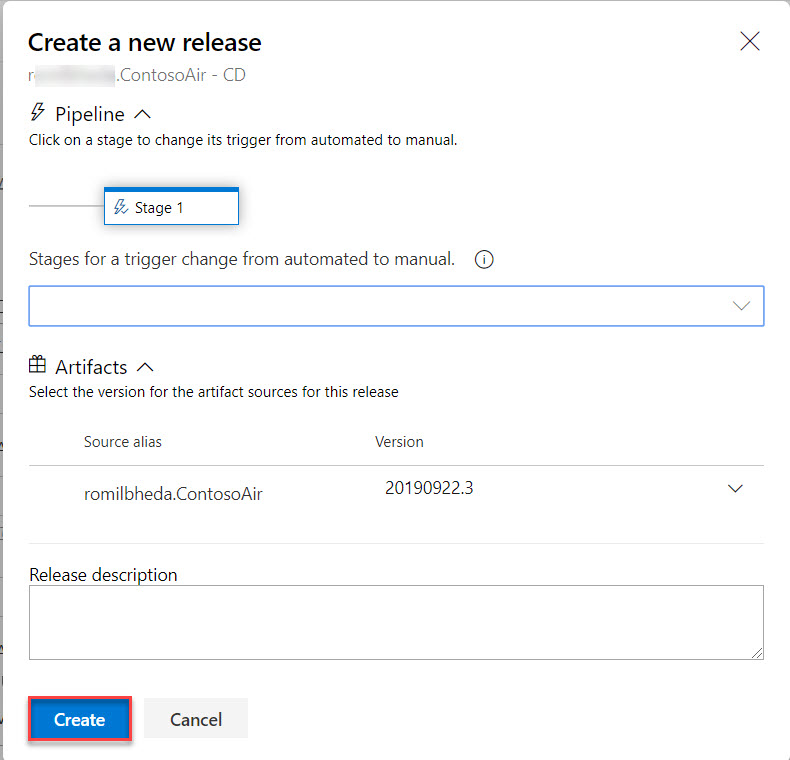 Create a new release
.ContosoAir - CD
Pipeline
Click on a stage to change its trigger from automated to manual.
Stage 1
Stages for a trigger change from automated to manual.
Artifacts
Select the version for the artifact sources for this release
Source alias Version
romilbheda.ContosoAir 20190922.3
Release description
Create Cancel